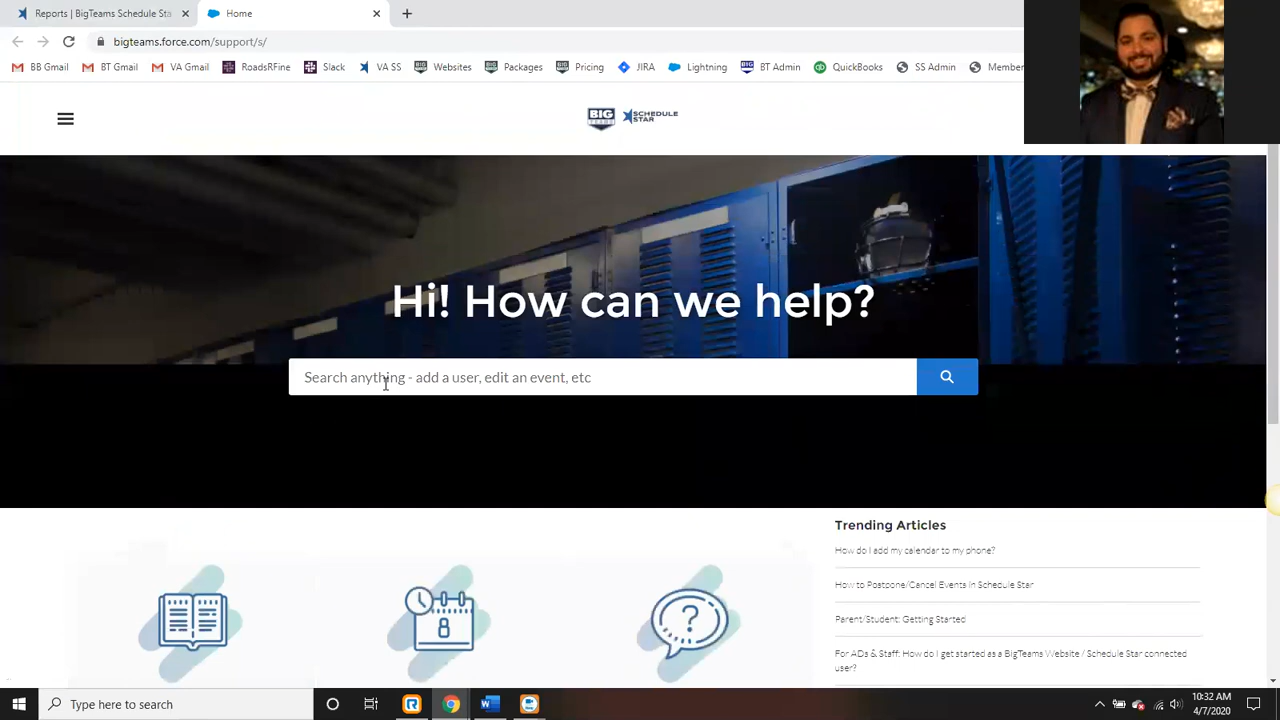 Reports | BigTeams Schedule Sta
Home
bigteams.force.com/support/s/
BB Gmail
BT Gmail
VA Gmail
RoadsRFine
Slack
VA SS
Websites
Packages
Pricing
JIRA
Lightning
BT Admin
QuickBooks
SS Admin
Member
BIG
SCHEDULE
STAR
Hi! How can we help?
Search anything - add a user, edit an event, etc
Trending Articles
How do I add my calendar to my phone?
How to Postpone/Cancel Events in Schedule Star
Parent/Student: Getting Started
For ADs & Staff: How do I get started as a BigTeams Website / Schedule Star connected
user?
8
?
Type here to search
10:32 AM
4/7/2020